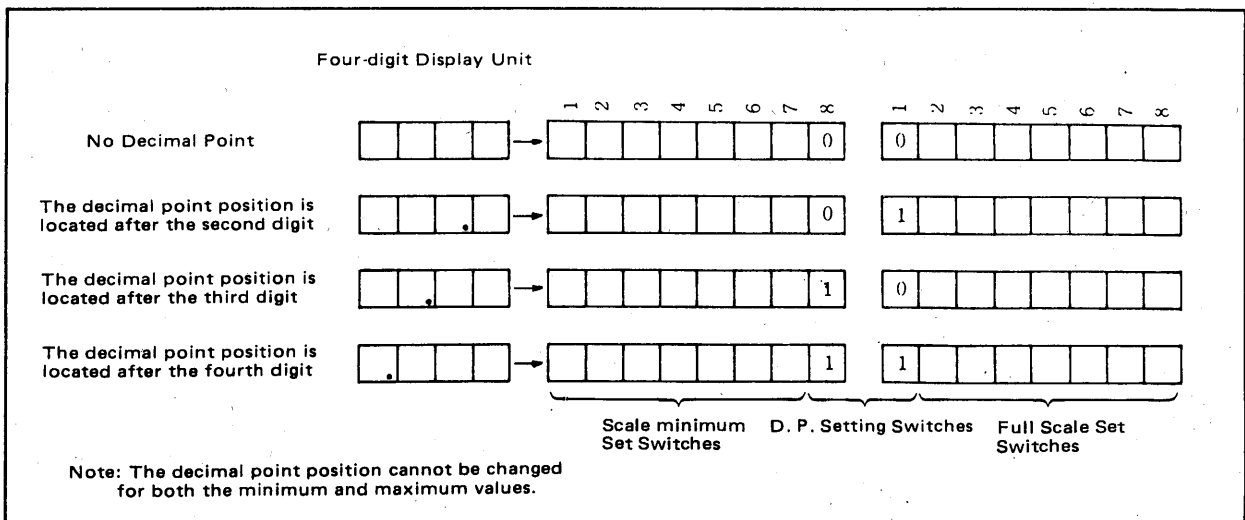 Four-digit Display Unit
1 2 3 4 5 6 7 8 1 2 3 4 5 6 7 8
No Decimal Point 0 0
The decimal point position is
located after the second digit 0 1
The decimal point position is
located after the third digit 1 0
The decimal point position is
located after the fourth digit 1 1
Scale minimum
Set Switches
D. P. Setting Switches
Full Scale Set
Switches
Note: The decimal point position cannot be changed
for both the minimum and maximum values.